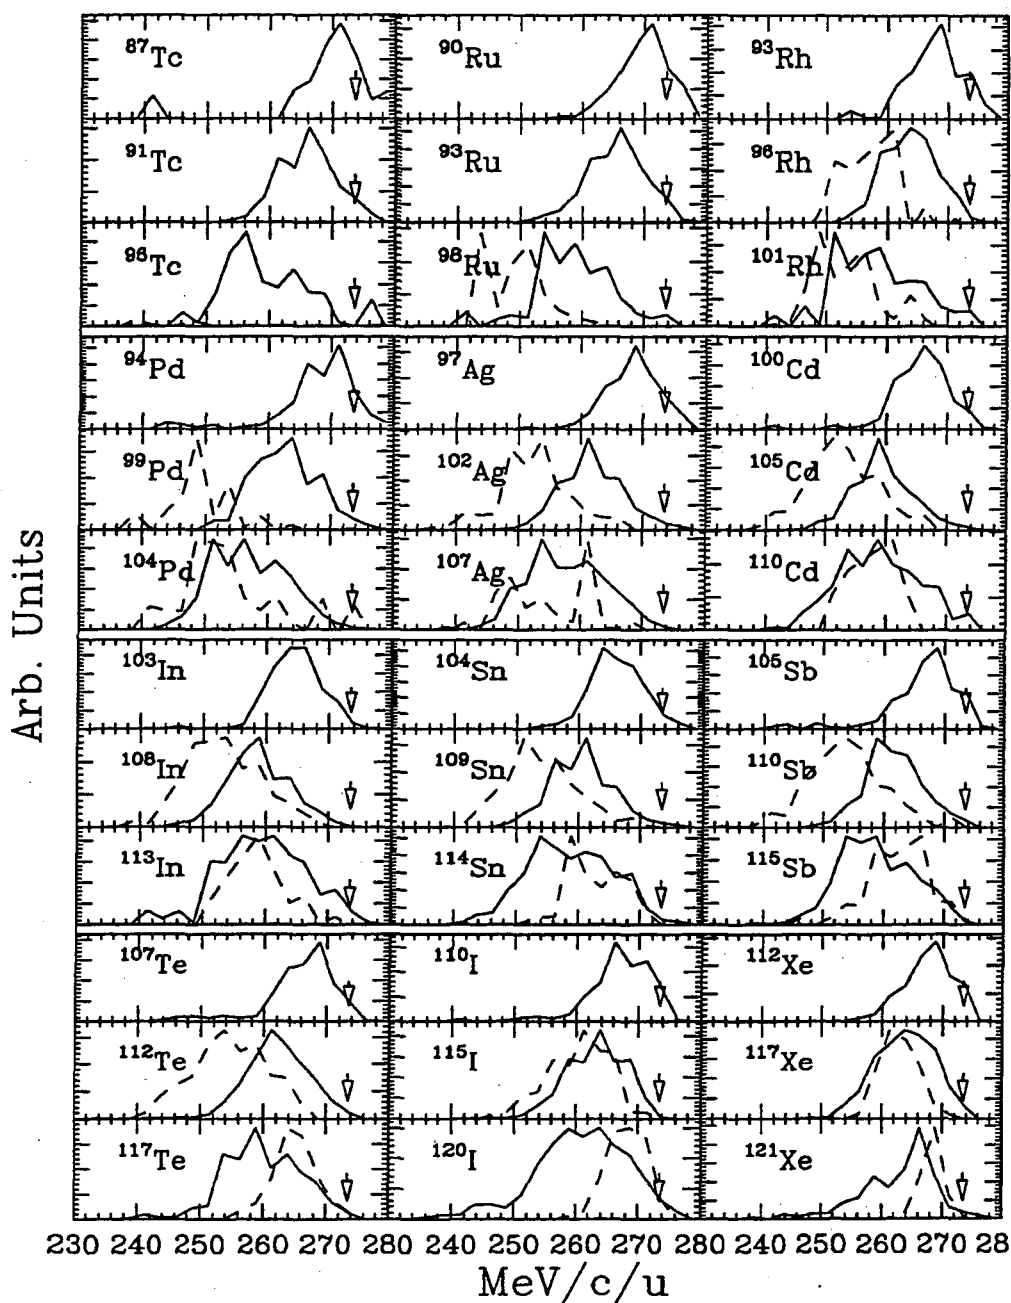 ⁸⁷Tc ⁹⁰Ru ⁹³Rh
⁹¹Tc ⁹³Ru ⁹⁶Rh
⁹⁶Tc ⁹⁸Ru ¹⁰¹Rh
⁹⁴Pd ⁹⁷Ag ¹⁰⁰Cd
⁹⁹Pd ¹⁰²Ag ¹⁰⁵Cd
¹⁰⁴Pd ¹⁰⁷Ag ¹¹⁰Cd
Arb. Units
¹⁰³In ¹⁰⁴Sn ¹⁰⁵Sb
¹⁰⁸In ¹⁰⁹Sn ¹¹⁰Sb
¹¹³In ¹¹⁴Sn ¹¹⁵Sb
¹⁰⁷Te ¹¹⁰I ¹¹²Xe
¹¹²Te ¹¹⁵I ¹¹⁷Xe
¹¹⁷Te ¹²⁰I ¹²¹Xe
230 240 250 260 270 280 240 250 260 270 280 240 250 260 270 28
MeV/c/u